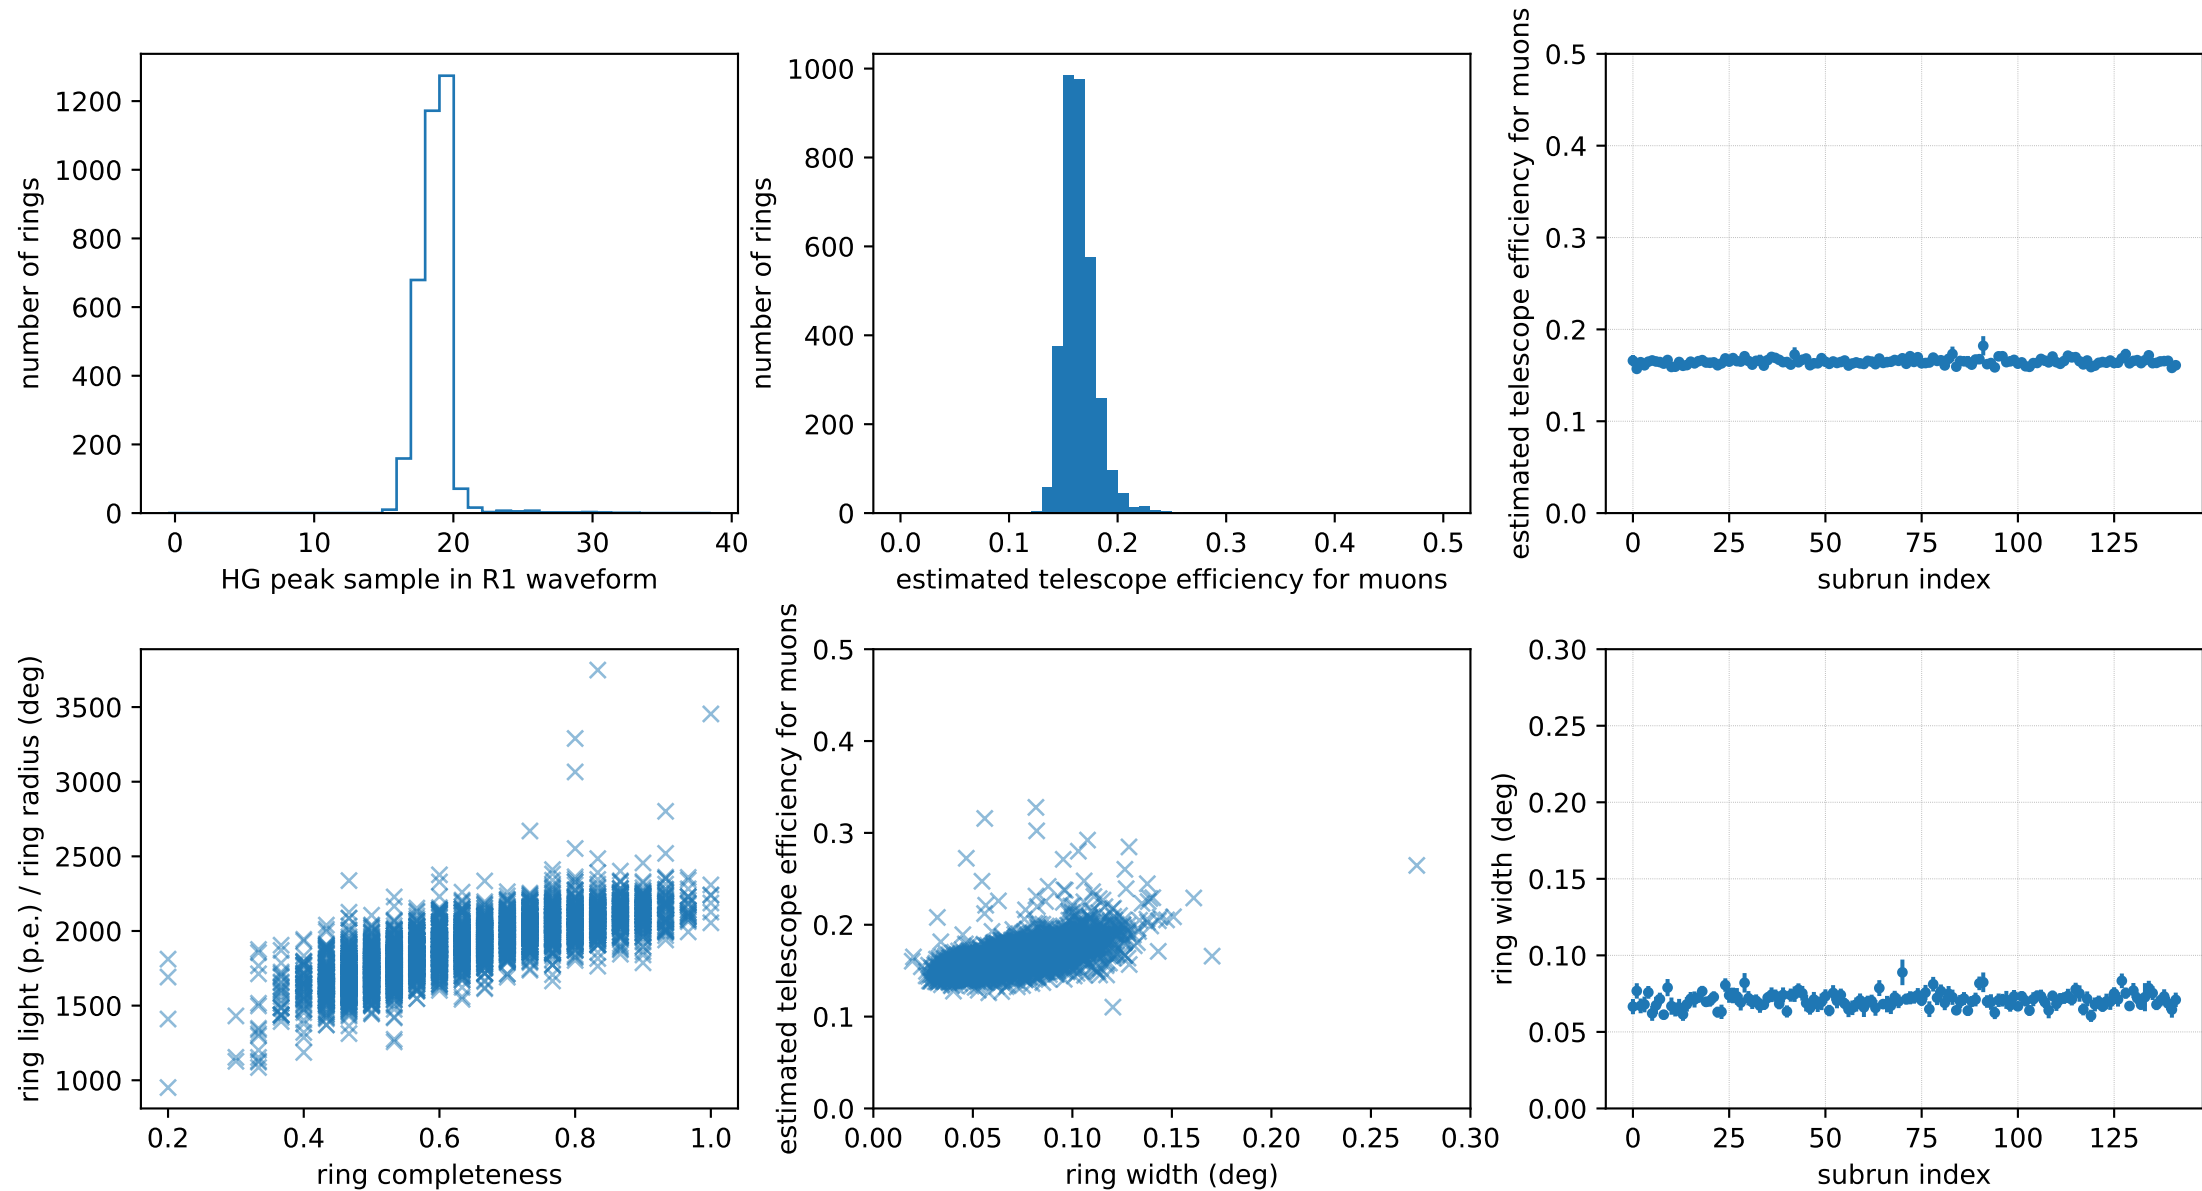 number of rings
1200
1000
800
600
400
200
0
0 10 20 30 40
HG peak sample in R1 waveform
number of rings
1000
800
600
400
200
0
0.0 0.1 0.2 0.3 0.4 0.5
estimated telescope efficiency for muons
estimated telescope efficiency for muons
0.5
0.4
0.3
0.2
0.1
0.0
0 25 50 75 100 125
subrun index
ring light (p.e.) / ring radius (deg)
3500
3000
2500
2000
1500
1000
0.2 0.4 0.6 0.8 1.0
ring completeness
estimated telescope efficiency for muons
0.5
0.4
0.3
0.2
0.1
0.0
0.00 0.05 0.10 0.15 0.20 0.25 0.30
ring width (deg)
ring width (deg)
0.30
0.25
0.20
0.15
0.10
0.05
0.00
0 25 50 75 100 125
subrun index